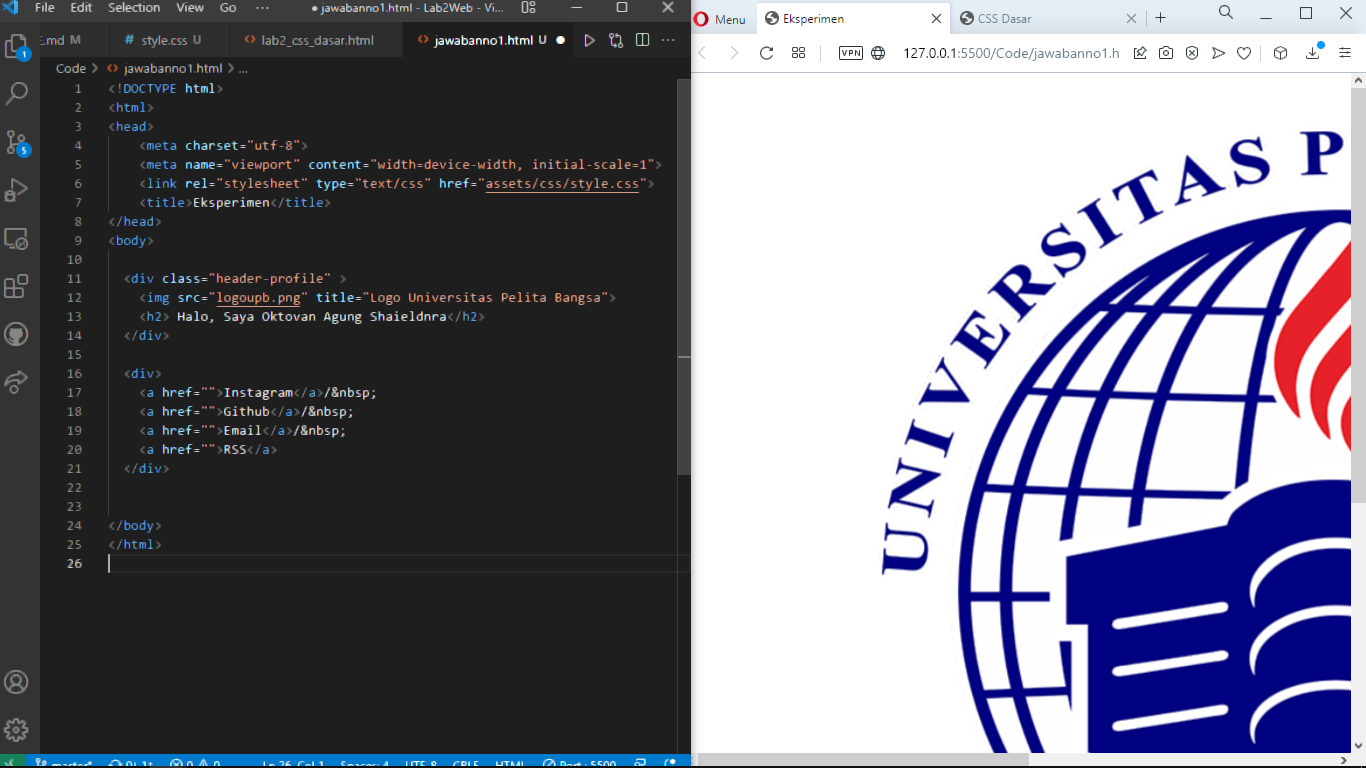 File Edit Selection View Go ··· ● jawabanno1.html - Lab2Web - Vi...
E.md M # style.css U <> lab2_css_dasar.html <> jawabanno1.html U ●
Code > <> jawabanno1.html > ...
1 <!DOCTYPE html>
2 <html>
3 <head>
4 <meta charset="utf-8">
5 <meta name="viewport" content="width=device-width, initial-scale=1">
6 <link rel="stylesheet" type="text/css" href="assets/css/style.css">
7 <title>Eksperimen</title>
8 </head>
9 <body>
10
11 <div class="header-profile" >
12 <img src="logoupb.png" title="Logo Universitas Pelita Bangsa">
13 <h2> Halo, Saya Oktovan Agung Shaieldnra</h2>
14 </div>
15
16 <div>
17 <a href="">Instagram</a>/&nbsp;
18 <a href="">Github</a>/&nbsp;
19 <a href="">Email</a>/&nbsp;
20 <a href="">RSS</a>
21 </div>
22
23
24 </body>
25 </html>
26
1
5
master* 0↓ 1↑ 0 0 Ln 26, Col 1 Spaces: 4 UTF-8 CRLF HTML Port : 5500
Menu Eksperimen CSS Dasar
VPN 127.0.0.1:5500/Code/jawabanno1.h
UNIVERSITAS P